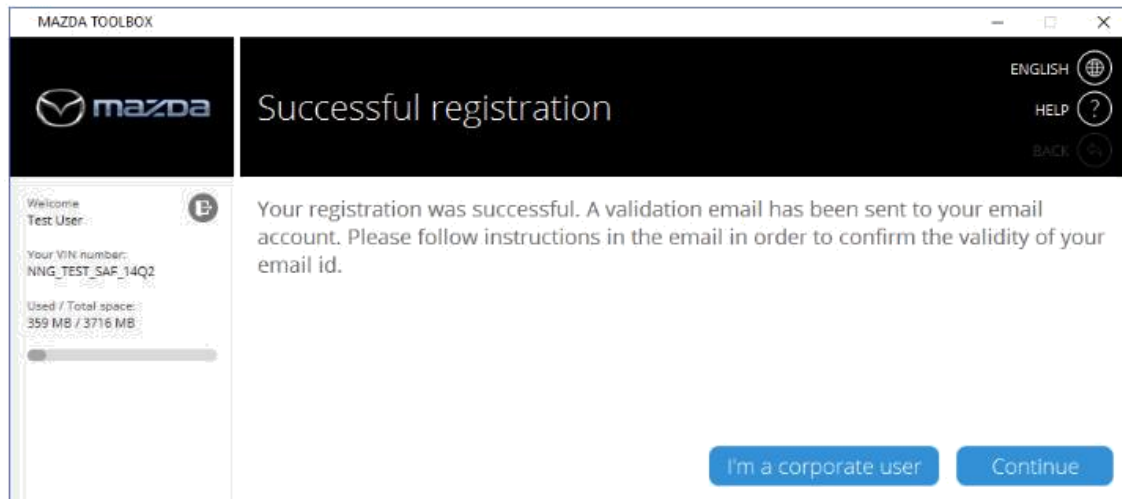 MAZDA TOOLBOX
mazda
Successful registration
ENGLISH
HELP ?
BACK
Welcome
Test User
Your VIN number:
NNG_TEST_SAF_14Q2
Used / Total space:
359 MB / 3716 MB
Your registration was successful. A validation email has been sent to your email
account. Please follow instructions in the email in order to confirm the validity of your
email id.
I'm a corporate user
Continue